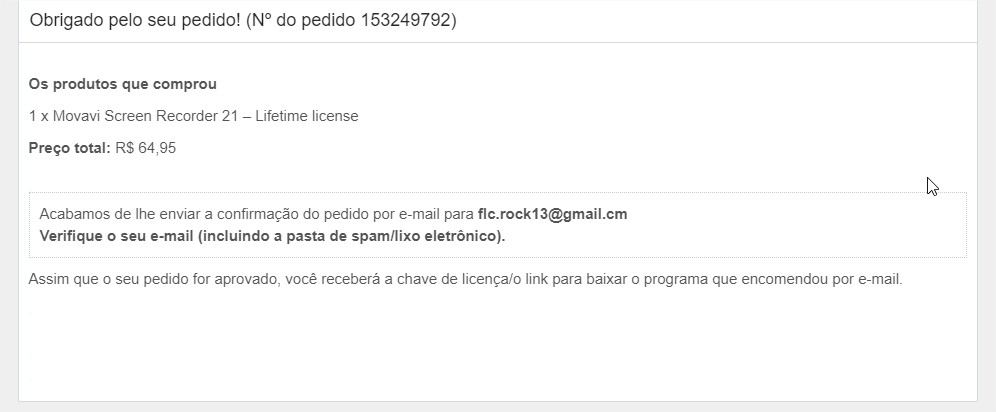 Obrigado pelo seu pedido! (Nº do pedido 153249792)
Os produtos que comprou
1 x Movavi Screen Recorder 21 – Lifetime license
Preço total: R$ 64,95
Acabamos de lhe enviar a confirmação do pedido por e-mail para flc.rock13@gmail.cm
Verifique o seu e-mail (incluindo a pasta de spam/lixo eletrônico).
Assim que o seu pedido for aprovado, você receberá a chave de licença/o link para baixar o programa que encomendou por e-mail.